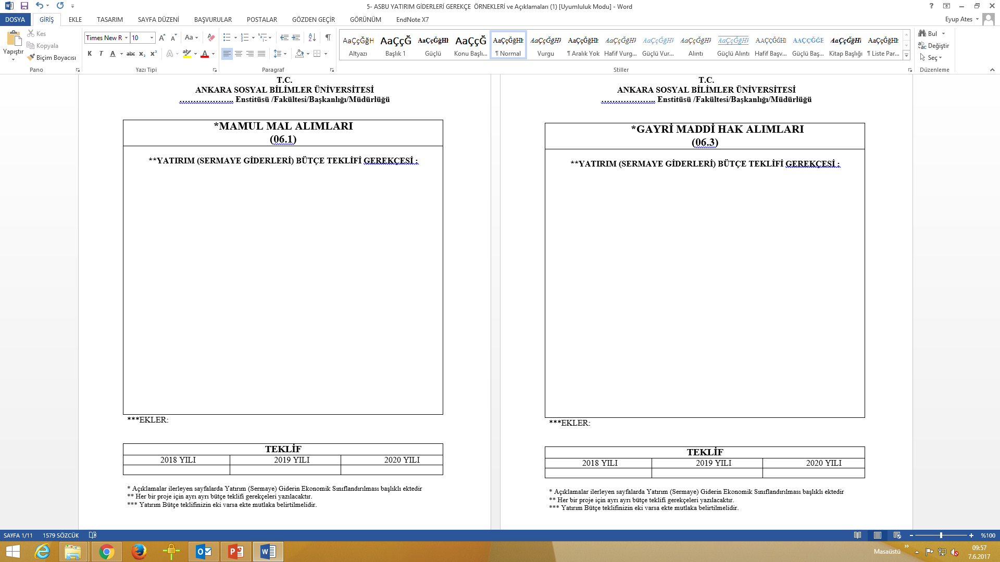 5- ASBU YATIRIM GİDERLERİ GEREKÇE  ÖRNEKLERİ ve Açıklamaları (1) [Uyumluluk Modu] - Word
DOSYA GİRİŞ EKLE TASARIM SAYFA DÜZENİ BAŞVURULAR POSTALAR GÖZDEN GEÇİR GÖRÜNÜM EndNote X7 Eyup Ates
Yapıştır
Kes
Kopyala
Biçim Boyacısı
Pano
Times New R 10
Aa
K T A abc x₂ x²
Yazı Tipi
Paragraf
AaÇçĞğH AaÇçĞ AaÇçĞğHl AaÇçĞ AaÇçĞğHł AaÇçĞğHł AaÇçĞğHł AaÇçĞğHł AaÇçĞğHł AaÇçĞğHł AaÇçĞğHł AAÇÇĞĞH AAÇÇĞĞE AaÇçĞğHł AaÇçĞğHł
Altyazı Başlık 1 Güçlü Konu Başlı... ¶ Normal Vurgu ¶ Aralık Yok Hafif Vurg... Güçlü Vur... Alıntı Güçlü Alıntı Hafif Başv... Güçlü Baş... Kitap Başlığı ¶ Liste Par...
Stiller
Bul
Değiştir
Seç
Düzenleme
T.C.
ANKARA SOSYAL BİLİMLER ÜNİVERSİTESİ
……………….. Enstitüsü /Fakültesi/Başkanlığı/Müdürlüğü
*MAMUL MAL ALIMLARI
(06.1)
**YATIRIM (SERMAYE GİDERLERİ) BÜTÇE TEKLİFİ GEREKÇESİ :
***EKLER:
TEKLİF
2018 YILI 2019 YILI 2020 YILI
* Açıklamalar ilerleyen sayfalarda Yatırım (Sermaye) Giderin Ekonomik Sınıflandırılması başlıklı ektedir
** Her bir proje için ayrı ayrı bütçe teklifi gerekçeleri yazılacaktır.
*** Yatırım Bütçe teklifinizin eki varsa ekte mutlaka belirtilmelidir.
T.C.
ANKARA SOSYAL BİLİMLER ÜNİVERSİTESİ
……………….. Enstitüsü /Fakültesi/Başkanlığı/Müdürlüğü
*GAYRİ MADDİ HAK ALIMLARI
(06.3)
**YATIRIM (SERMAYE GİDERLERİ) BÜTÇE TEKLİFİ GEREKÇESİ :
***EKLER:
TEKLİF
2018 YILI 2019 YILI 2020 YILI
* Açıklamalar ilerleyen sayfalarda Yatırım (Sermaye) Giderin Ekonomik Sınıflandırılması başlıklı ektedir
** Her bir proje için ayrı ayrı bütçe teklifi gerekçeleri yazılacaktır.
*** Yatırım Bütçe teklifinizin eki varsa ekte mutlaka belirtilmelidir.
SAYFA 1/11 1579 SÖZCÜK %100
Masaüstü
09:57
7.6.2017